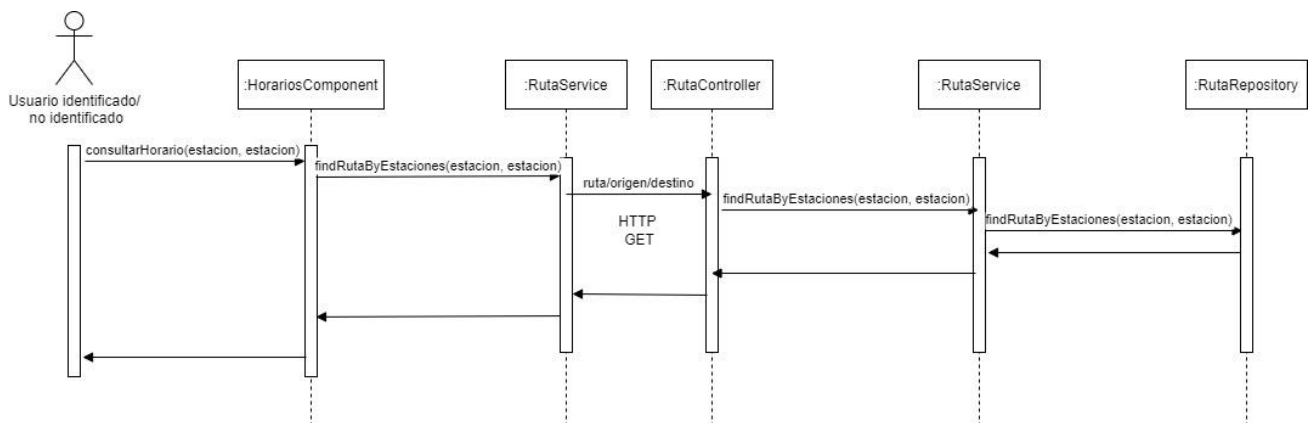 Usuario identificado/
no identificado
:HorariosComponent
:RutaService
:RutaController
:RutaService
:RutaRepository
consultarHorario(estacion, estacion)
findRutaByEstaciones(estacion, estacion)
ruta/origen/destino
HTTP
GET
findRutaByEstaciones(estacion, estacion)
findRutaByEstaciones(estacion, estacion)